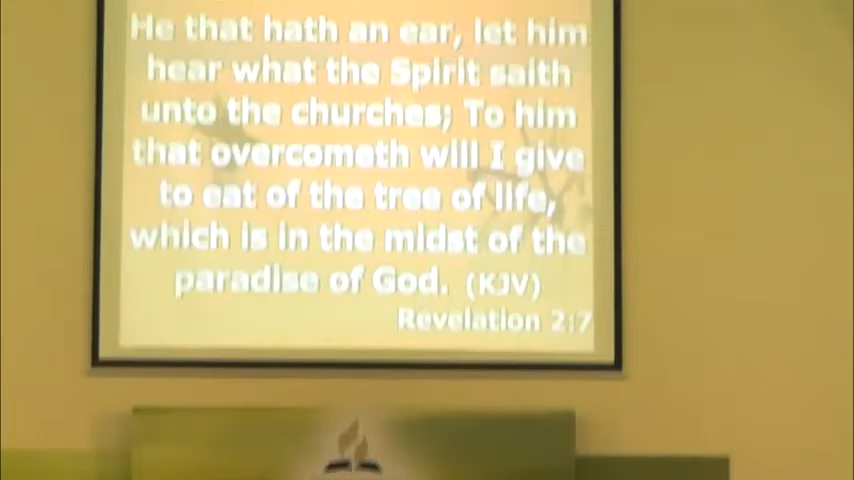 He that hath an ear, let him
hear what the Spirit saith
unto the churches; To him
that overcometh will I give
to eat of the tree of life,
which is in the midst of the
paradise of God. (KJV)
Revelation 2:7